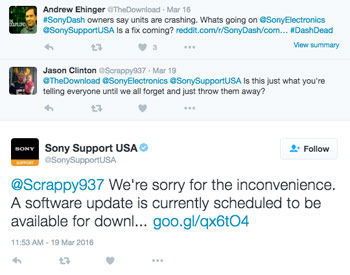 Andrew Ehinger @TheDownload · Mar 16
#SonyDash owners say units are crashing. Whats going on @SonyElectronics
@SonySupportUSA Is a fix coming? reddit.com/r/SonyDash/com... #DashDead
3
View summary
Jason Clinton @Scrappy937 · Mar 19
@TheDownload @SonyElectronics @SonySupportUSA Is this just what you're
telling everyone until we all forget and just throw them away?
SONY
SUPPORT
Sony Support USA
@SonySupportUSA
Follow
@Scrappy937 We're sorry for the inconvenience.
A software update is currently scheduled to be
available for downl... goo.gl/qx6tO4
11:53 AM - 19 Mar 2016